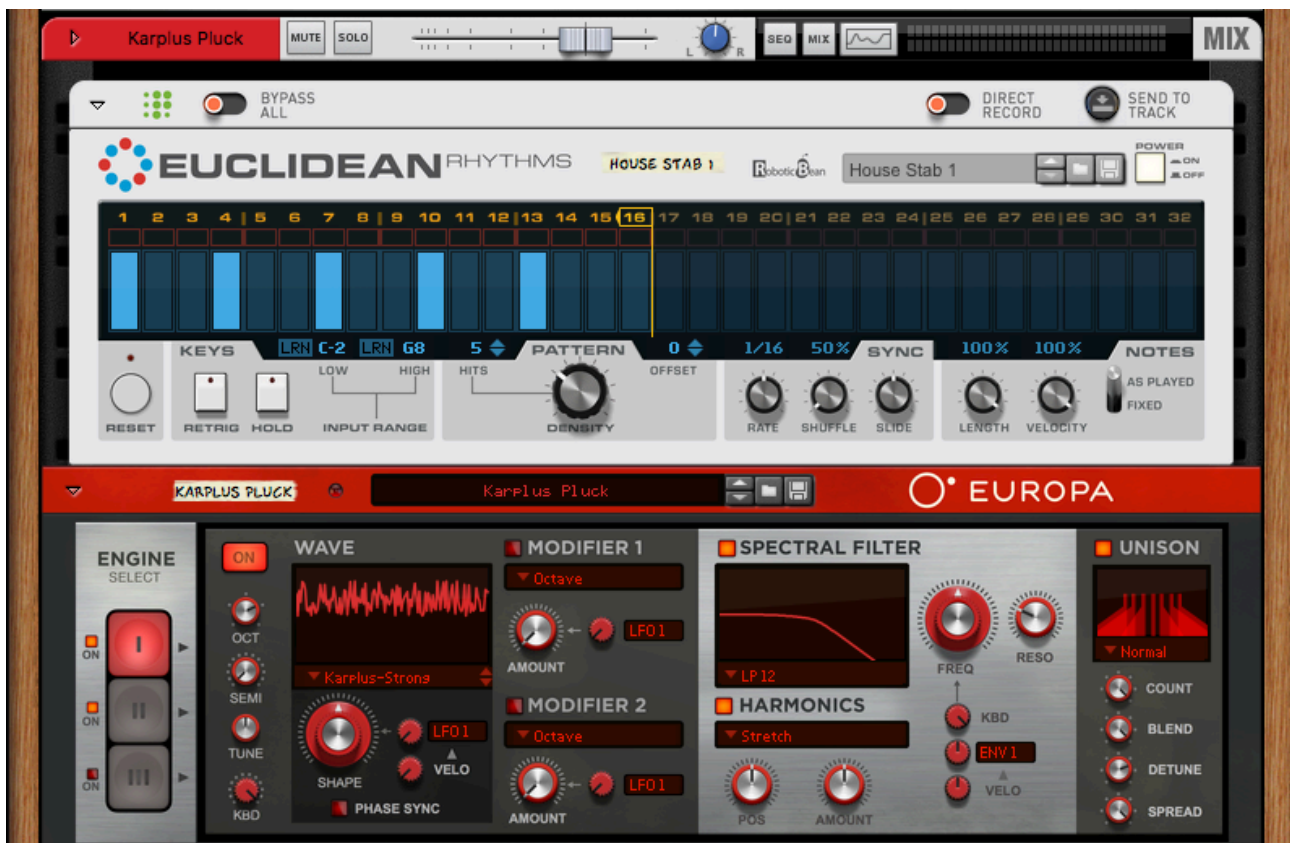 Karplus Pluck MUTE SOLO L R SEQ MIX MIX
BYPASS ALL DIRECT RECORD SEND TO TRACK
EUCLIDEAN RHYTHMS HOUSE STAB 1 RoboticBean House Stab 1 POWER ON OFF
1 2 3 4 5 6 7 8 9 10 11 12 13 14 15 16 17 18 19 20 21 22 23 24 25 26 27 28 29 30 31 32
KEYS LRN C-2 LRN G8 5 PATTERN 0 1/16 50% SYNC 100% 100% NOTES
LOW HIGH HITS OFFSET AS PLAYED
FIXED
RESET RETRIG HOLD INPUT RANGE DENSITY RATE SHUFFLE SLIDE LENGTH VELOCITY
KARPLUS PLUCK Karplus Pluck EUROPA
ENGINE SELECT ON WAVE MODIFIER 1 SPECTRAL FILTER UNISON
Octave
OCT LFO 1
ON I AMOUNT FREQ RESO Normal
SEMI Karplus-Strong LP 12
ON II MODIFIER 2 HARMONICS COUNT
TUNE LFO 1 Octave Stretch KBD BLEND
SHAPE VELO ENV 1 DETUNE
ON III LFO 1 VELO
KBD PHASE SYNC AMOUNT POS AMOUNT SPREAD